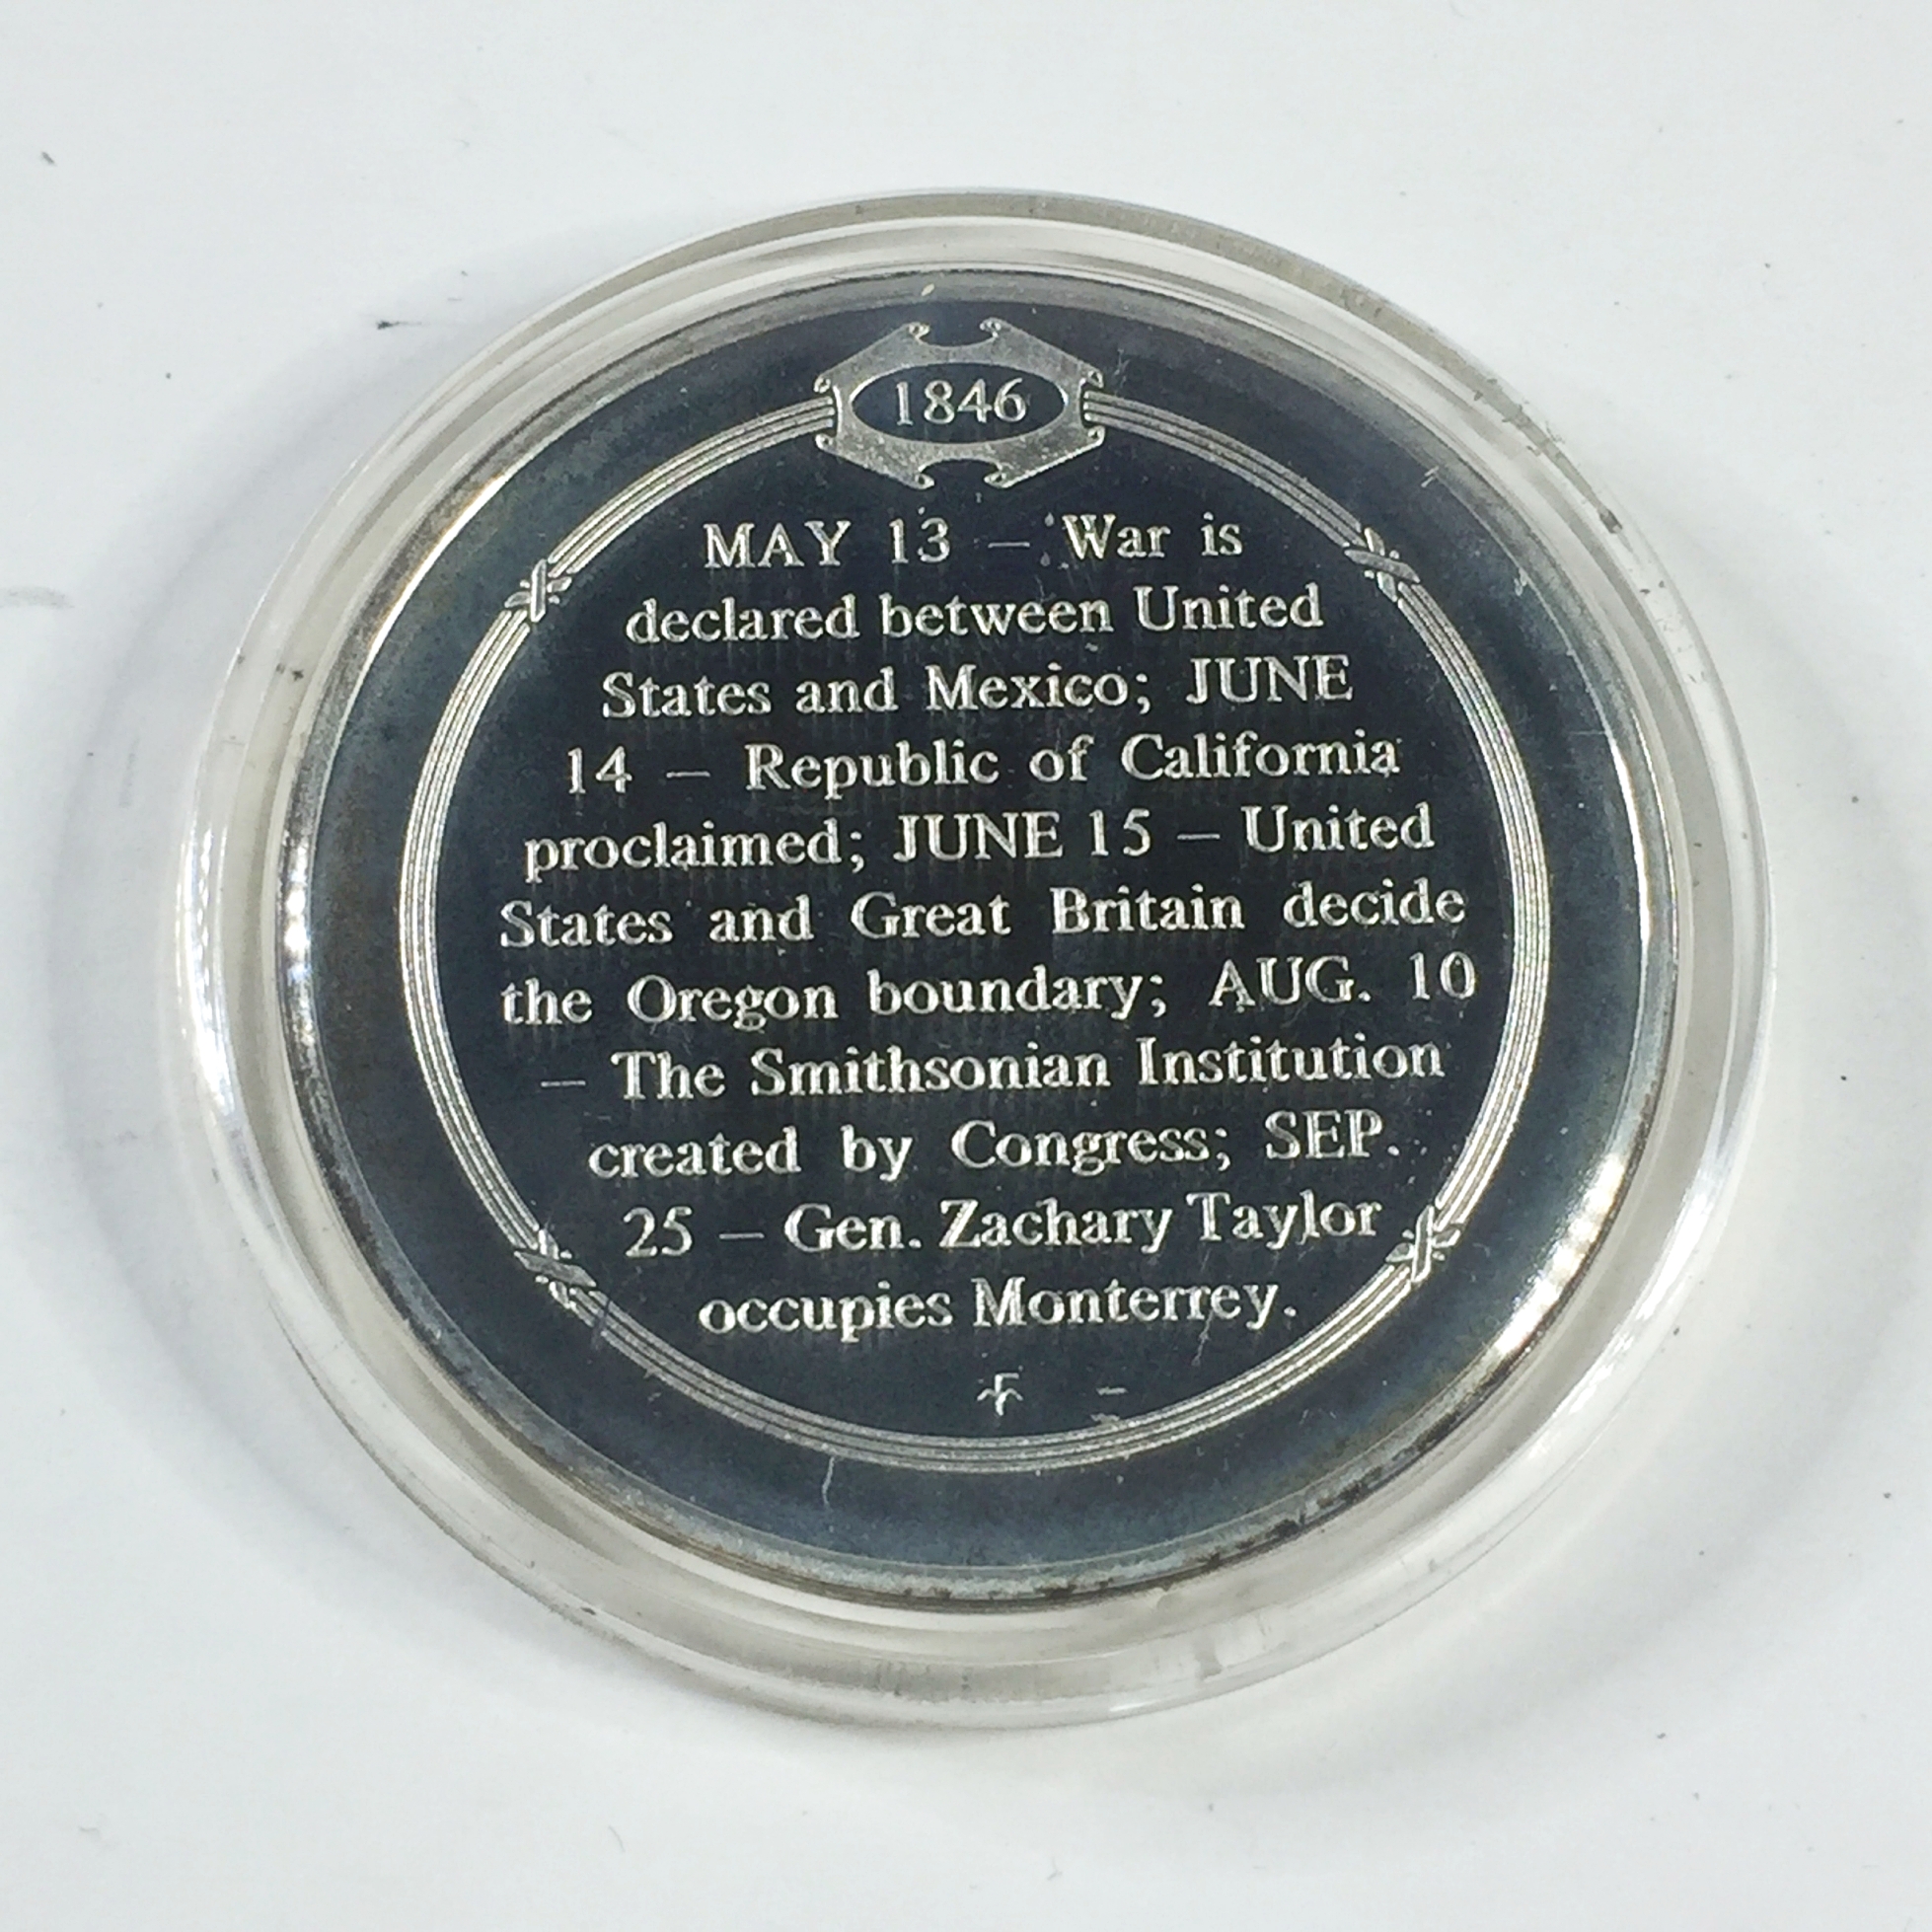 1846
MAY 13 — War is
declared between United
States and Mexico; JUNE
14 — Republic of California
proclaimed; JUNE 15 — United
States and Great Britain decide
the Oregon boundary; AUG. 10
— The Smithsonian Institution
created by Congress; SEP.
25 — Gen. Zachary Taylor
occupies Monterrey.